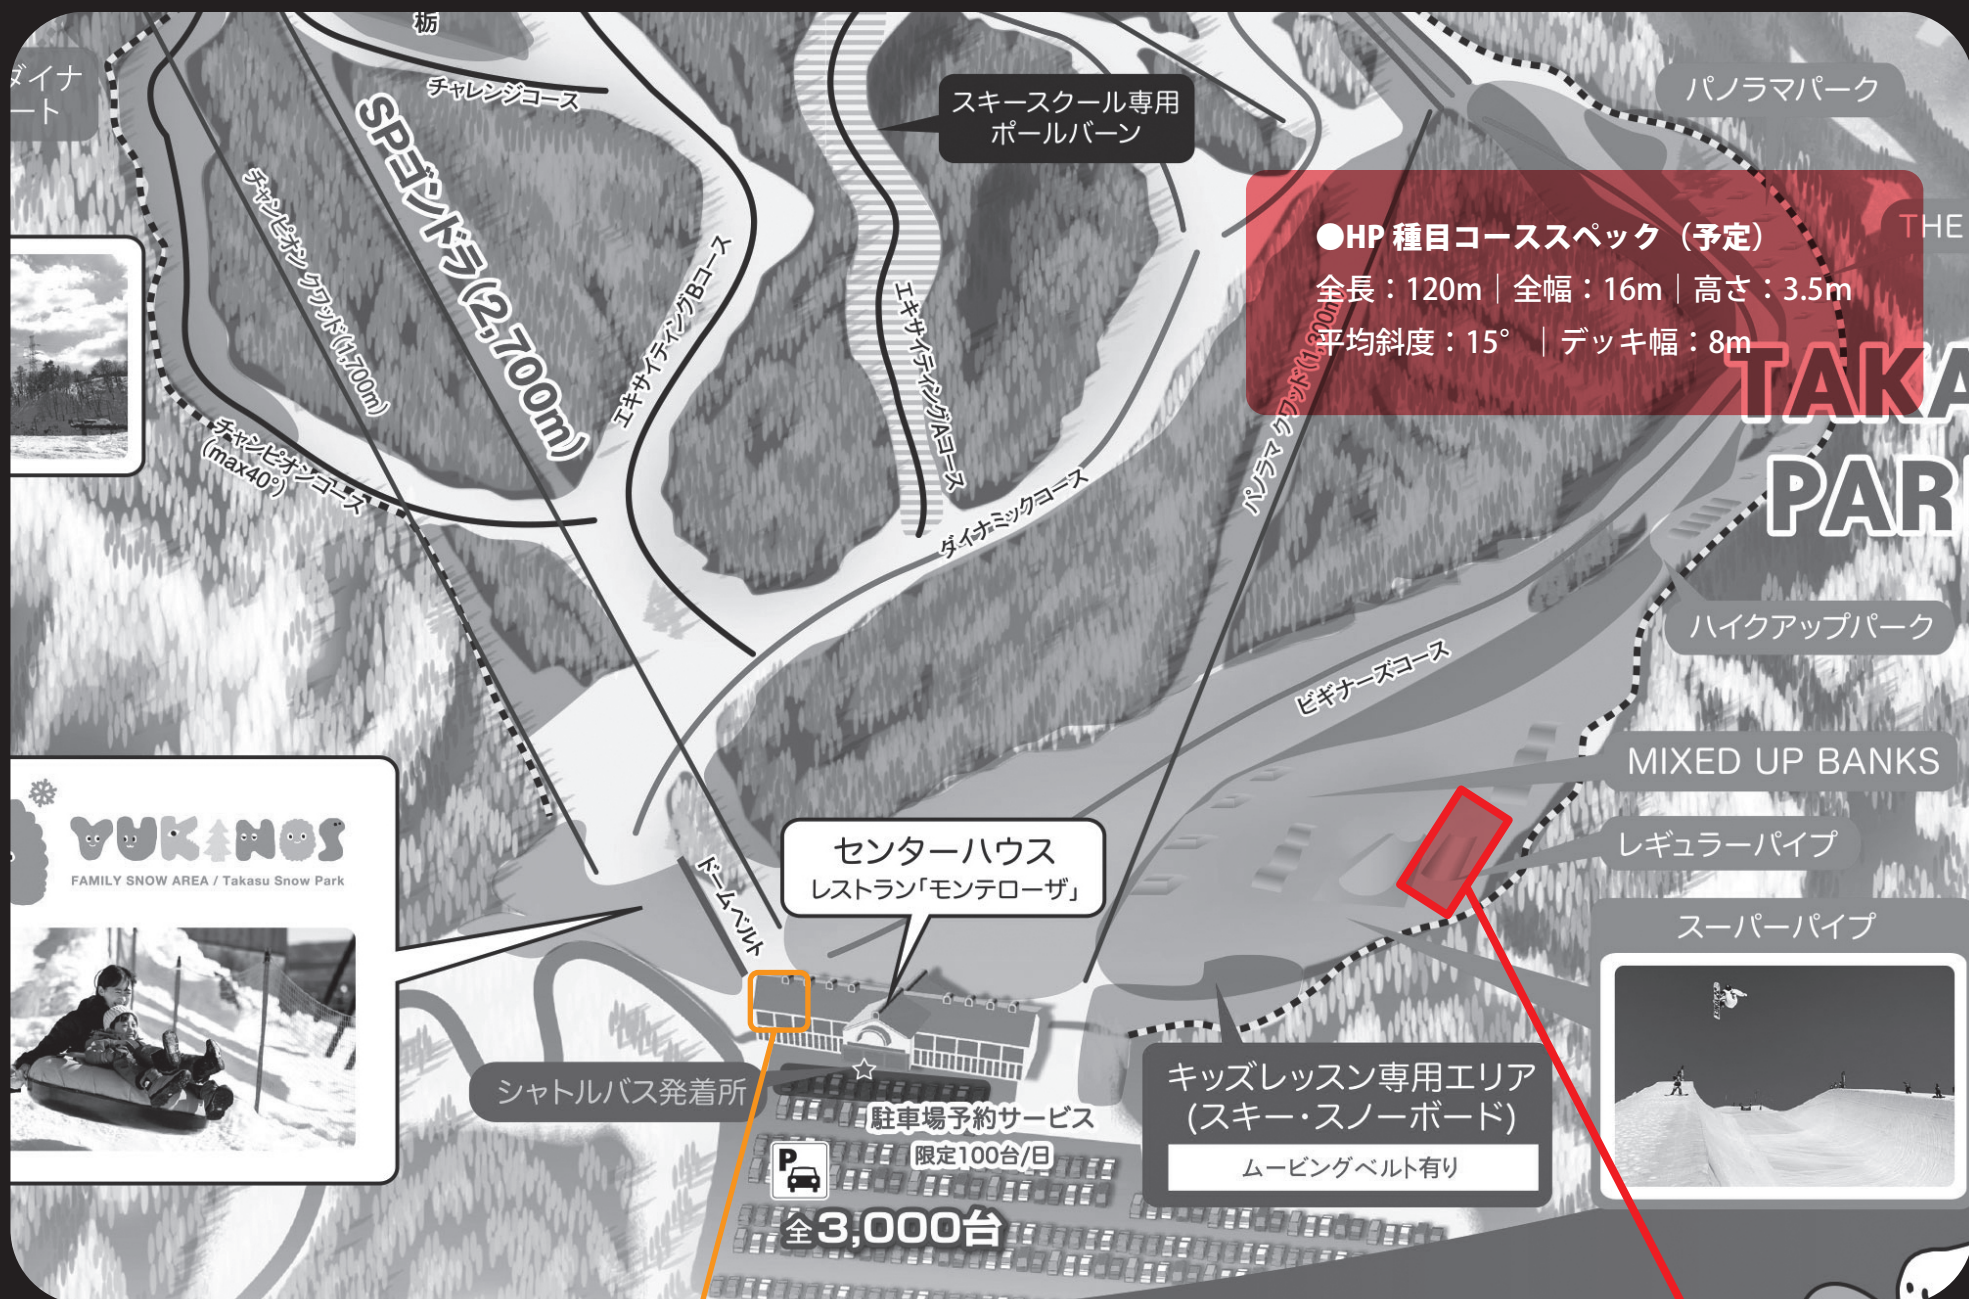 栃
ダイナ
ート
チャレンジコース
SPゴンドラ(2,700m)
チャンピオン クワッド(1,700m)
スキースクール専用
ポールバーン
パノラマパーク
●HP 種目コーススペック（予定）
全長：120m｜全幅：16m｜高さ：3.5m
平均斜度：15°　｜デッキ幅：8m
THE
TAKA
PAR
エキサイティングBコース
エキサイティングAコース
パノラマ クワッド(1,300m)
チャンピオンコース
(max40°)
ダイナミックコース
ハイクアップパーク
ビギナーズコース
MIXED UP BANKS
レギュラーパイプ
YUKINOS
FAMILY SNOW AREA / Takasu Snow Park
ドームベルト
センターハウス
レストラン「モンテローザ」
スーパーパイプ
シャトルバス発着所
キッズレッスン専用エリア
(スキー・スノーボード)
ムービングベルト有り
駐車場予約サービス
限定100台/日
P
全3,000台